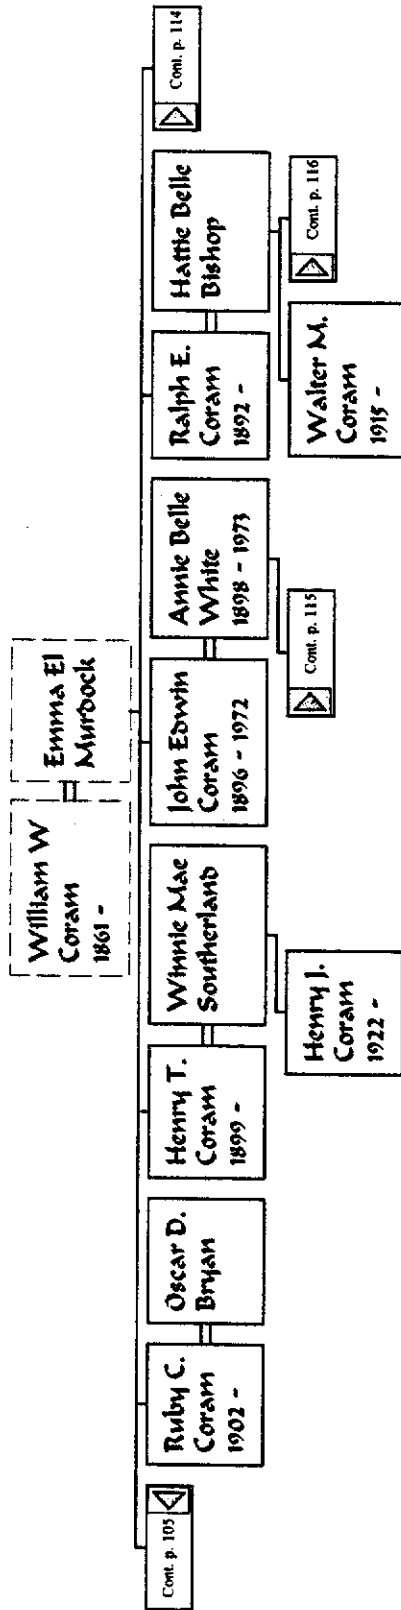 William W
Coram
1861 -
Emma El
Murdock
Cont. p. 105
Ruby C.
Coram
1902 -
Oscar D.
Bryan
Henry T.
Coram
1899 -
Winnie Mae
Southerland
John Edwin
Coram
1896 - 1972
Annie Belle
White
1898 - 1973
Ralph E.
Coram
1892 -
Hattie Belle
Bishop
Cont. p. 114
Henry J.
Coram
1922 -
Cont. p. 115
Walter M.
Coram
1915 -
Cont. p. 116